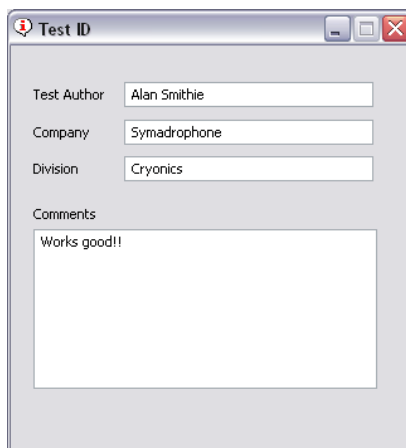 Test ID
Test Author Alan Smithie
Company Symadrophone
Division Cryonics
Comments
Works good!!